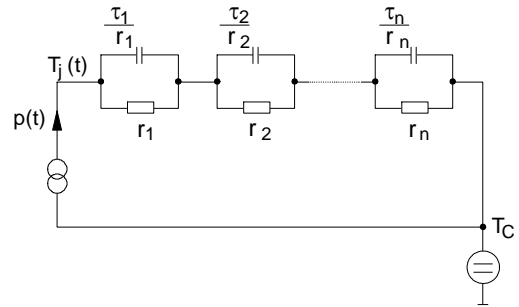 τ1 τ2 τn
r1 r2 rn
Tj(t)
r1 r2 rn
p(t)
TC